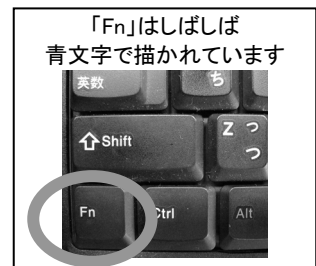 「Fn」はしばしば
青文字で描かれています
英数
ち
Shift
Z っ
つ
Fn
Ctrl
Alt